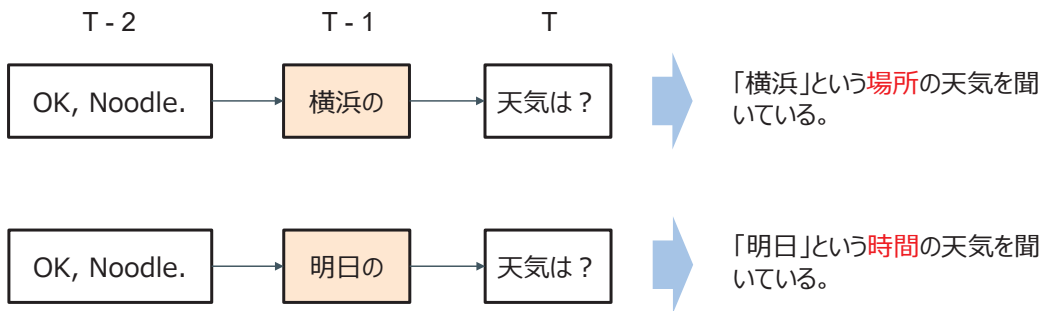 T - 2 T - 1 T
OK, Noodle. 横浜の 天気は？ 「横浜」という場所の天気を聞
いている。
OK, Noodle. 明日の 天気は？ 「明日」という時間の天気を聞
いている。